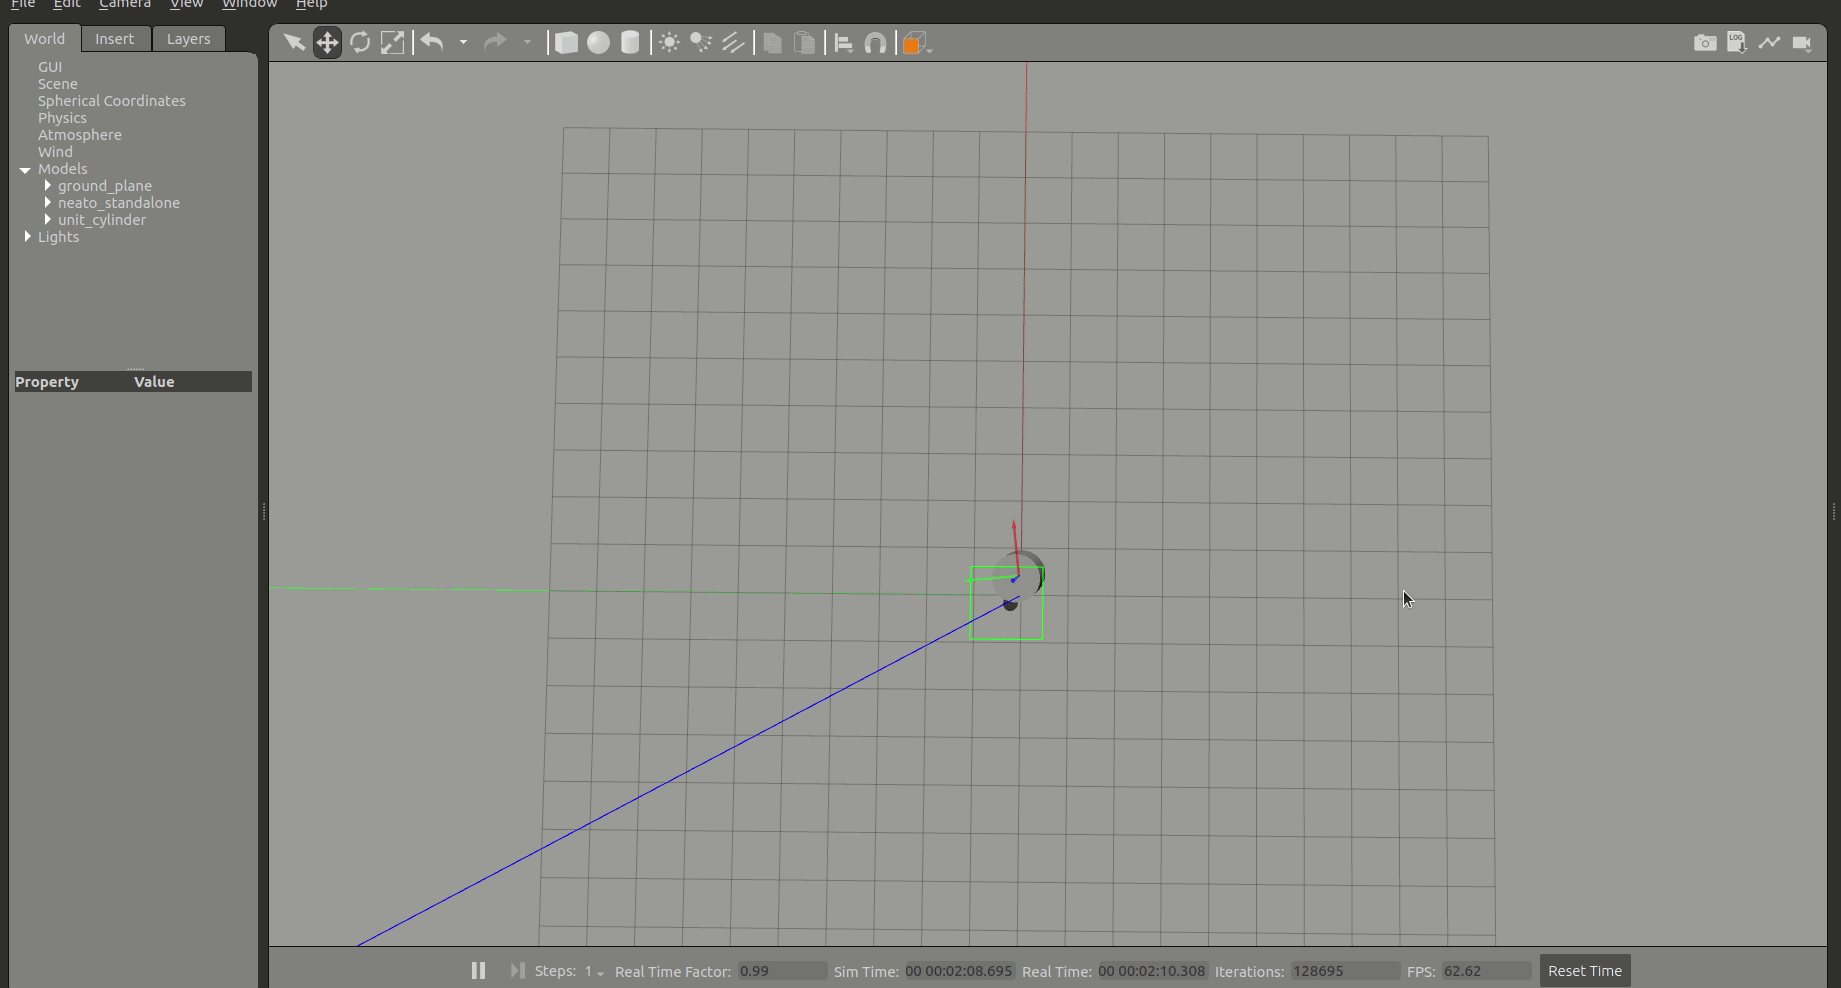 File Edit Camera View Window Help
World Insert Layers
LOG
GUI
Scene
Spherical Coordinates
Physics
Atmosphere
Wind
Models
ground_plane
neato_standalone
unit_cylinder
Lights
Property Value
Steps: 1 Real Time Factor: 0.99 Sim Time: 00 00:02:08.695 Real Time: 00 00:02:10.308 Iterations: 128695 FPS: 62.62 Reset Time